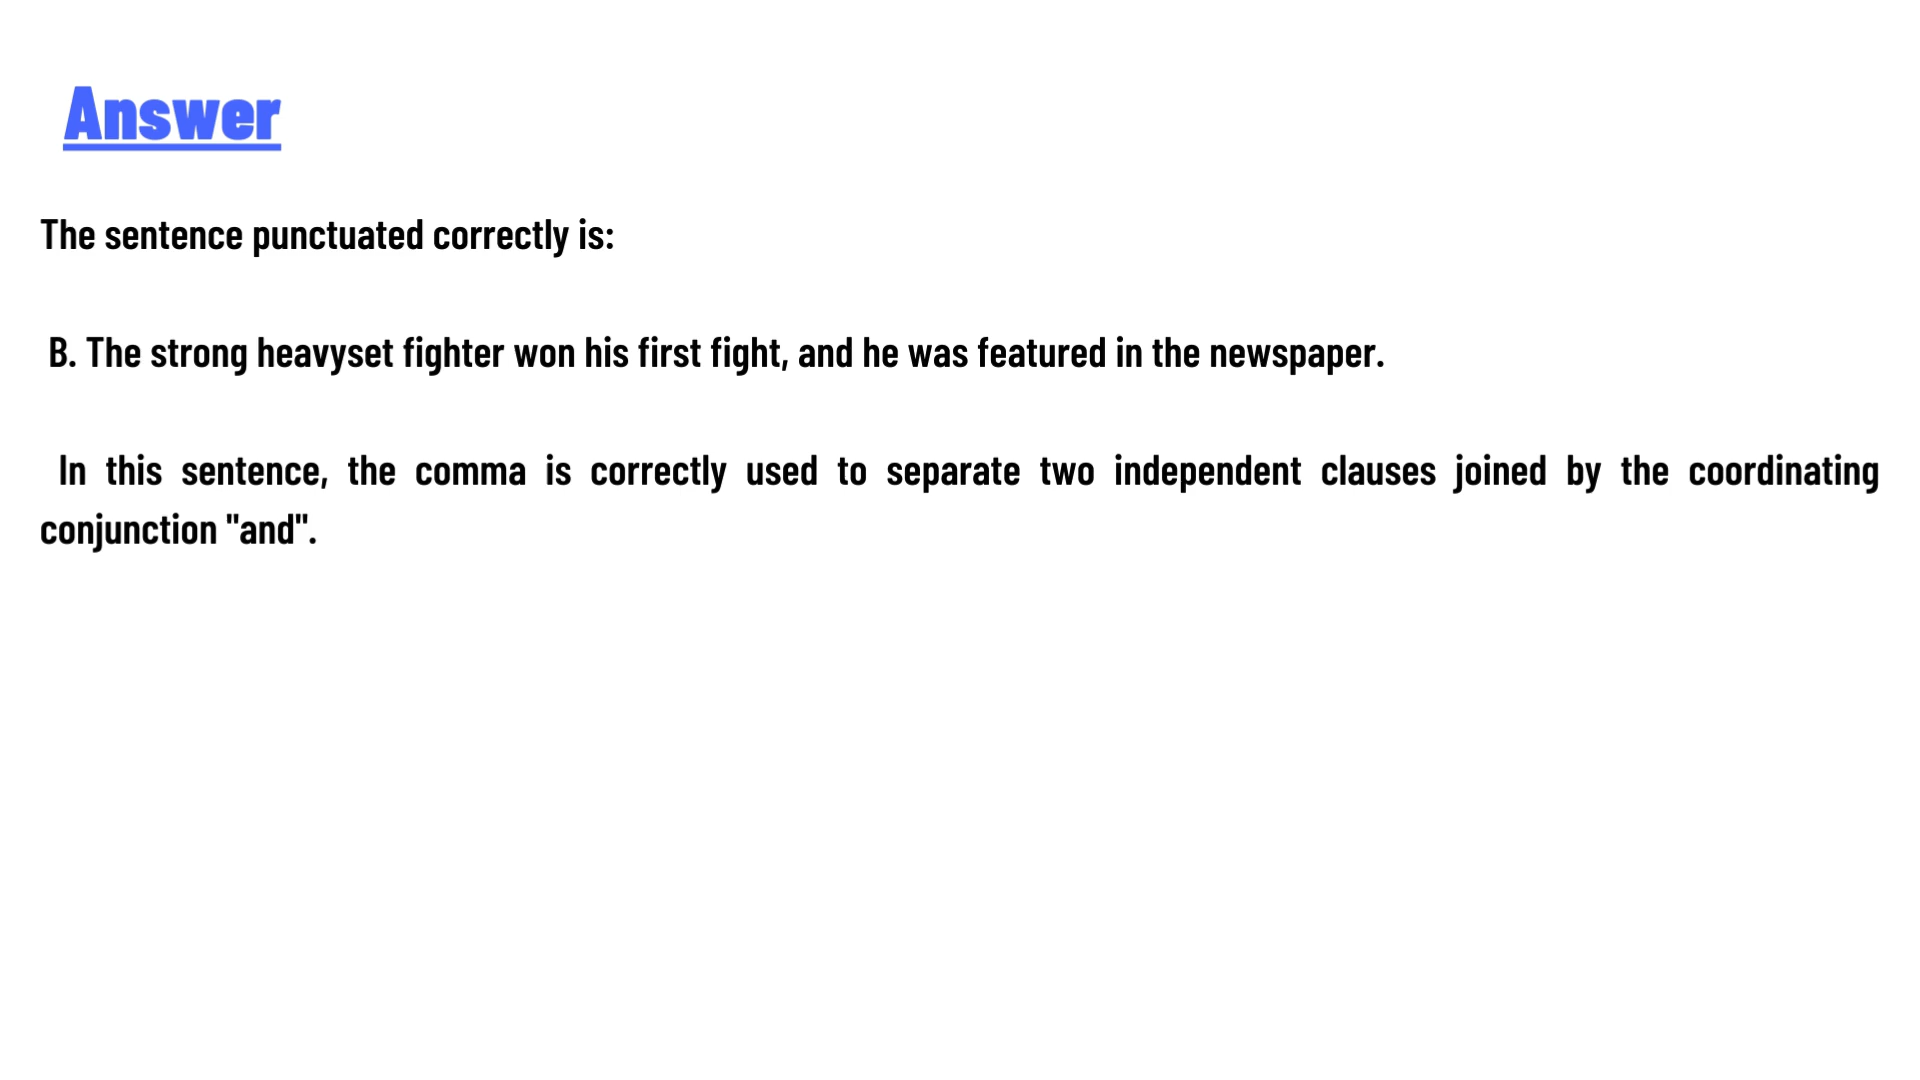 Answer
The sentence punctuated correctly is:
B. The strong heavyset fighter won his first fight, and he was featured in the newspaper.
In this sentence, the comma is correctly used to separate two independent clauses joined by the coordinating
conjunction "and".